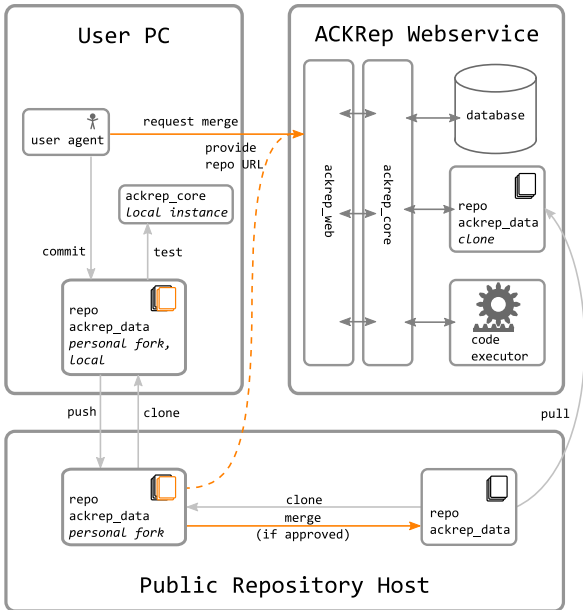 User PC
ACKRep Webservice
user agent
request merge
provide
repo URL
ackrep_core
local instance
commit
test
repo
ackrep_data
personal fork,
local
ackrep_web
ackrep_core
database
repo
ackrep_data
clone
code
executor
push
clone
pull
repo
ackrep_data
personal fork
clone
merge
(if approved)
repo
ackrep_data
Public Repository Host